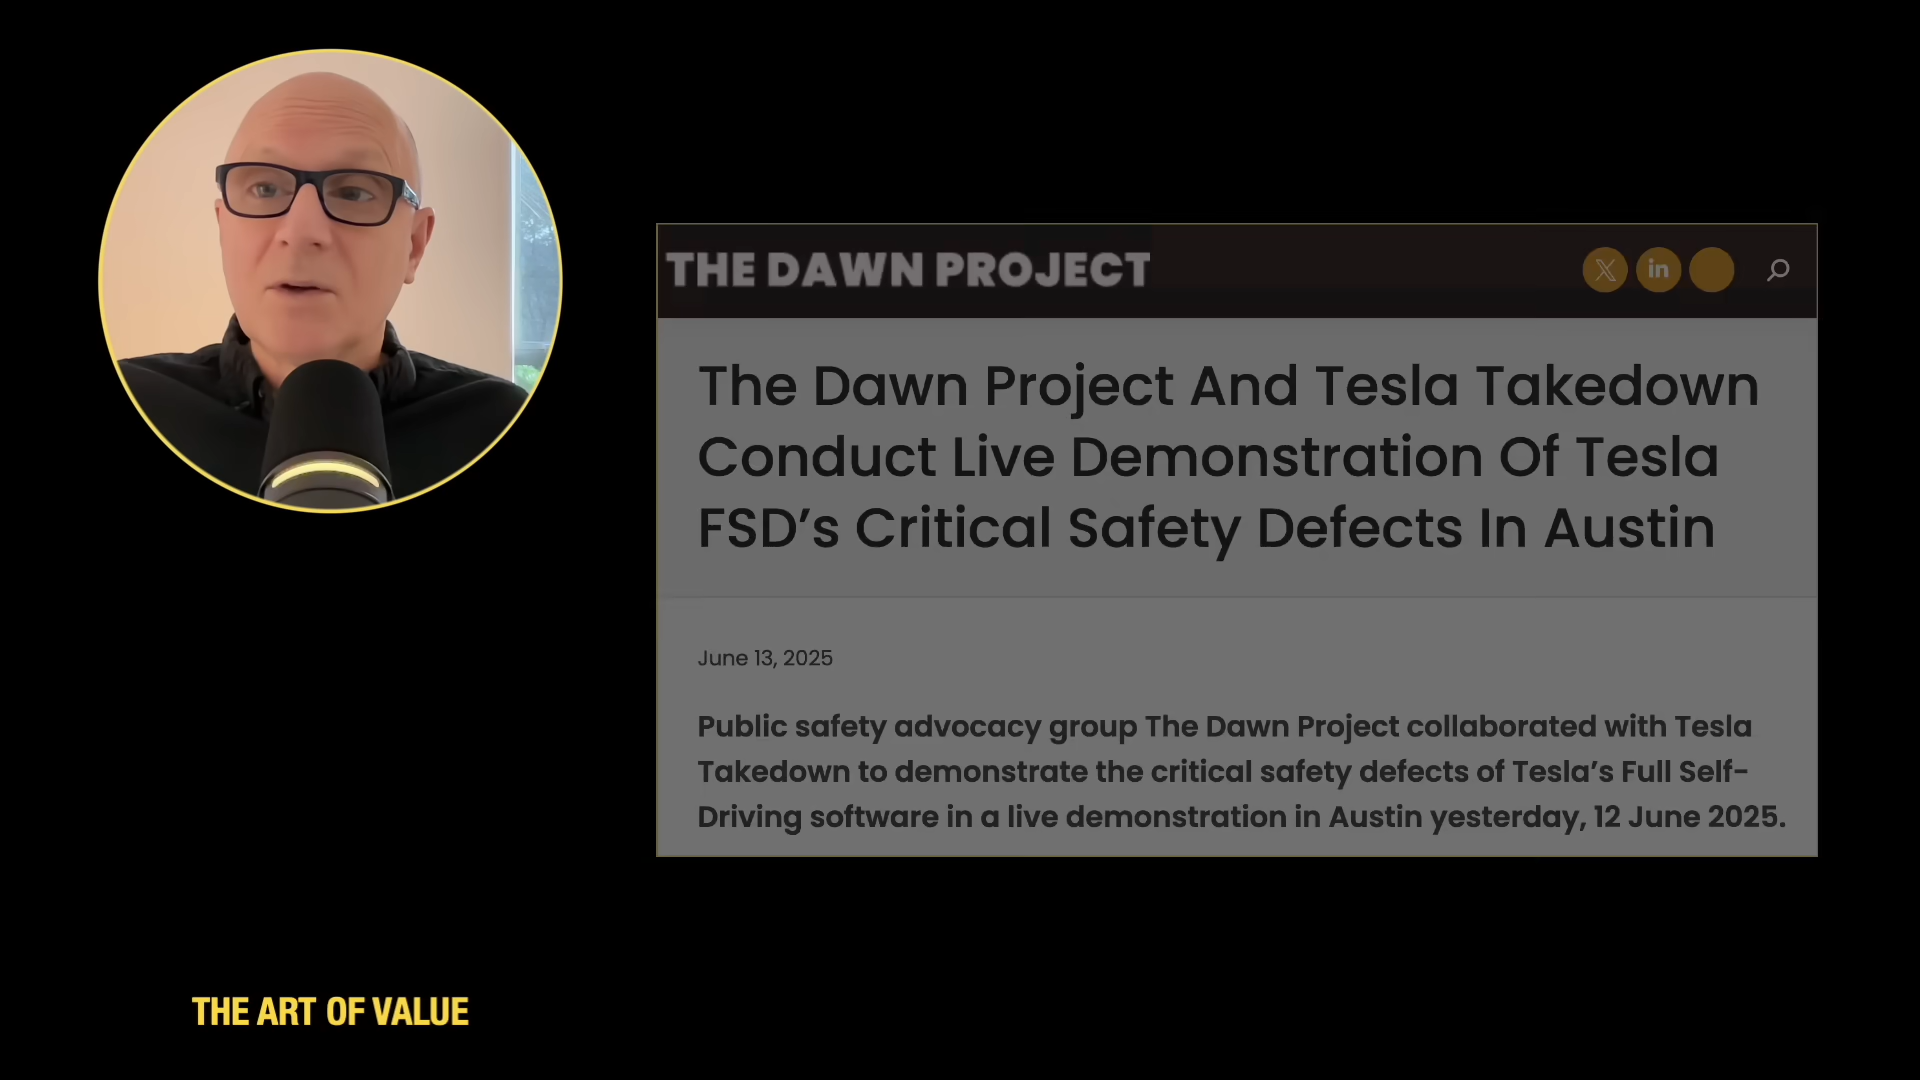 THE DAWN PROJECT
The Dawn Project And Tesla Takedown
Conduct Live Demonstration Of Tesla
FSD’s Critical Safety Defects In Austin
June 13, 2025
Public safety advocacy group The Dawn Project collaborated with Tesla
Takedown to demonstrate the critical safety defects of Tesla’s Full Self-
Driving software in a live demonstration in Austin yesterday, 12 June 2025.
THE ART OF VALUE